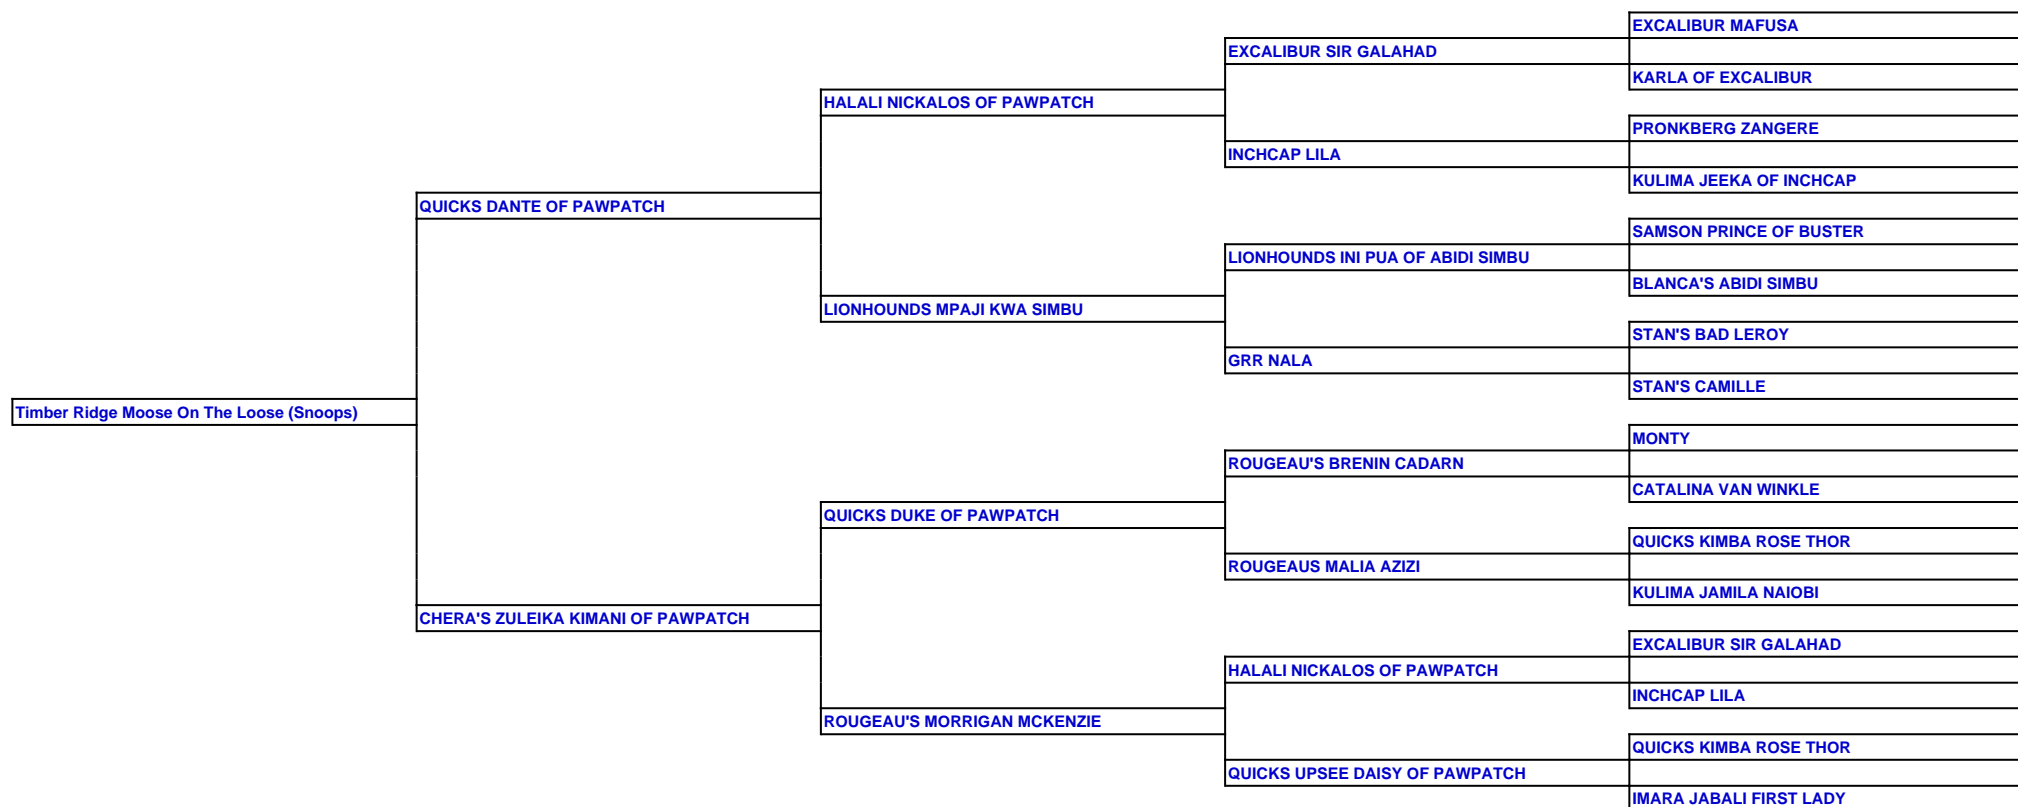 EXCALIBUR MAFUSA
EXCALIBUR SIR GALAHAD
KARLA OF EXCALIBUR
HALALI NICKALOS OF PAWPATCH
PRONKBERG ZANGERE
INCHCAP LILA
KULIMA JEEKA OF INCHCAP
QUICKS DANTE OF PAWPATCH
SAMSON PRINCE OF BUSTER
LIONHOUNDS INI PUA OF ABIDI SIMBU
BLANCA'S ABIDI SIMBU
LIONHOUNDS MPAJI KWA SIMBU
STAN'S BAD LEROY
GRR NALA
STAN'S CAMILLE
Timber Ridge Moose On The Loose (Snoops)
MONTY
ROUGEAU'S BRENIN CADARN
CATALINA VAN WINKLE
QUICKS DUKE OF PAWPATCH
QUICKS KIMBA ROSE THOR
ROUGEAUS MALIA AZIZI
KULIMA JAMILA NAIOBI
CHERA'S ZULEIKA KIMANI OF PAWPATCH
EXCALIBUR SIR GALAHAD
HALALI NICKALOS OF PAWPATCH
INCHCAP LILA
ROUGEAU'S MORRIGAN MCKENZIE
QUICKS KIMBA ROSE THOR
QUICKS UPSEE DAISY OF PAWPATCH
IMARA JABALI FIRST LADY